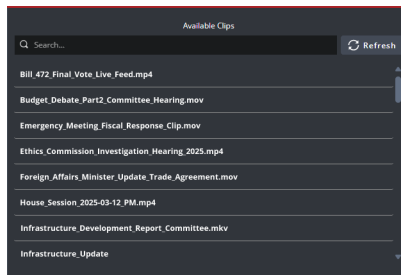 Available Clips
Search...
Refresh
Bill_472_Final_Vote_Live_Feed.mp4
Budget_Debate_Part2_Committee_Hearing.mov
Emergency_Meeting_Fiscal_Response_Clip.mov
Ethics_Commission_Investigation_Hearing_2025.mp4
Foreign_Affairs_Minister_Update_Trade_Agreement.mov
House_Session_2025-03-12_PM.mp4
Infrastructure_Development_Report_Committee.mkv
Infrastructure_Update